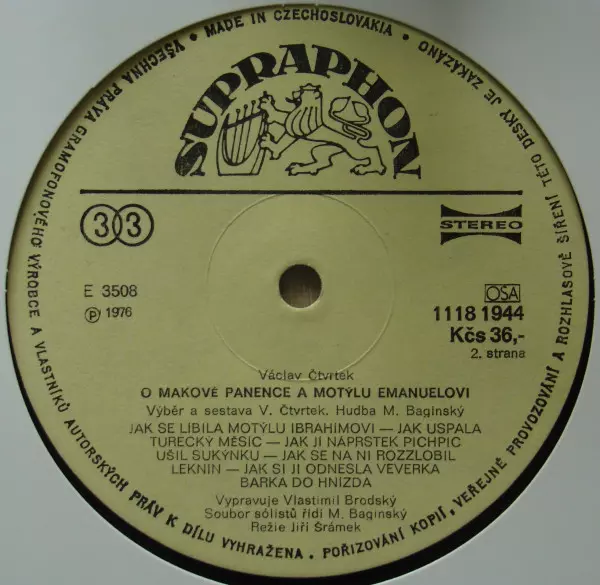 VŠECHNA PRÁVA GRAMOFONOVÉHO VÝROBCE A VLASTNÍKŮ AUTORSKÝCH PRÁV K DÍLU VYHRAŽENA. POŘIZOVÁNÍ KOPIÍ, VEŘEJNÉ PROVOZOVÁNÍ A ROZHLASOVÉ ŠÍŘENÍ TÉTO DESKY JE ZAKÁZÁNO • MADE IN CZECHOSLOVAKIA •
SUPRAPHON
33
STEREO
E 3508
OSA
Ⓟ 1976
1118 1944
Kčs 36,-
2. strana
Václav Čtvrtek
O MAKOVÉ PANENCE A MOTÝLU EMANUELOVI
Výběr a sestava V. Čtvrtek. Hudba M. Baginský
JAK SE LÍBILA MOTÝLU IBRAHIMOVI — JAK USPALA
TURECKÝ MĚSÍC — JAK JÍ NÁPRSTEK PICHPIC
UŠIL SUKÝNKU — JAK SE NA NI ROZZLOBIL
LEKNÍN — JAK SI JI ODNESLA VEVERKA
BARKA DO HNÍZDA
Vypravuje Vlastimil Brodský
Soubor sólistů řídí M. Baginský
Režie Jiří Šrámek